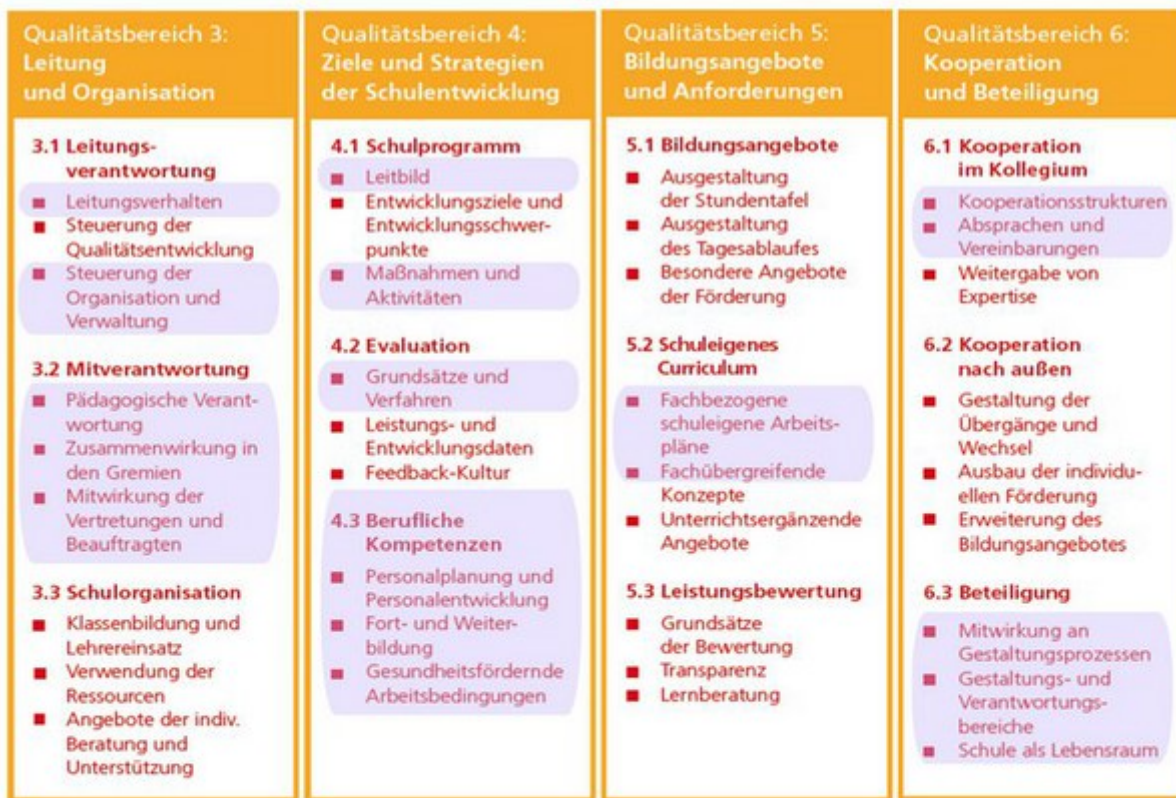 Qualitätsbereich 3:
Leitung
und Organisation
3.1 Leitungs-
verantwortung
Leitungsverhalten
Steuerung der
Qualitätsentwicklung
Steuerung der
Organisation und
Verwaltung
3.2 Mitverantwortung
Pädagogische Verant-
wortung
Zusammenwirkung in
den Gremien
Mitwirkung der
Vertretungen und
Beauftragten
3.3 Schulorganisation
Klassenbildung und
Lehrereinsatz
Verwendung der
Ressourcen
Angebote der indiv.
Beratung und
Unterstützung
Qualitätsbereich 4:
Ziele und Strategien
der Schulentwicklung
4.1 Schulprogramm
Leitbild
Entwicklungsziele und
Entwicklungsschwer-
punkte
Maßnahmen und
Aktivitäten
4.2 Evaluation
Grundsätze und
Verfahren
Leistungs- und
Entwicklungsdaten
Feedback-Kultur
4.3 Berufliche
Kompetenzen
Personalplanung und
Personalentwicklung
Fort- und Weiter-
bildung
Gesundheitsfördernde
Arbeitsbedingungen
Qualitätsbereich 5:
Bildungsangebote
und Anforderungen
5.1 Bildungsangebote
Ausgestaltung
der Stundentafel
Ausgestaltung
des Tagesablaufes
Besondere Angebote
der Förderung
5.2 Schuleigenes
Curriculum
Fachbezogene
schuleigene Arbeits-
pläne
Fachübergreifende
Konzepte
Unterrichtsergänzende
Angebote
5.3 Leistungsbewertung
Grundsätze
der Bewertung
Transparenz
Lernberatung
Qualitätsbereich 6:
Kooperation
und Beteiligung
6.1 Kooperation
im Kollegium
Kooperationsstrukturen
Absprachen und
Vereinbarungen
Weitergabe von
Expertise
6.2 Kooperation
nach außen
Gestaltung der
Übergänge und
Wechsel
Ausbau der individu-
ellen Förderung
Erweiterung des
Bildungsangebotes
6.3 Beteiligung
Mitwirkung an
Gestaltungsprozessen
Gestaltungs- und
Verantwortungs-
bereiche
Schule als Lebensraum